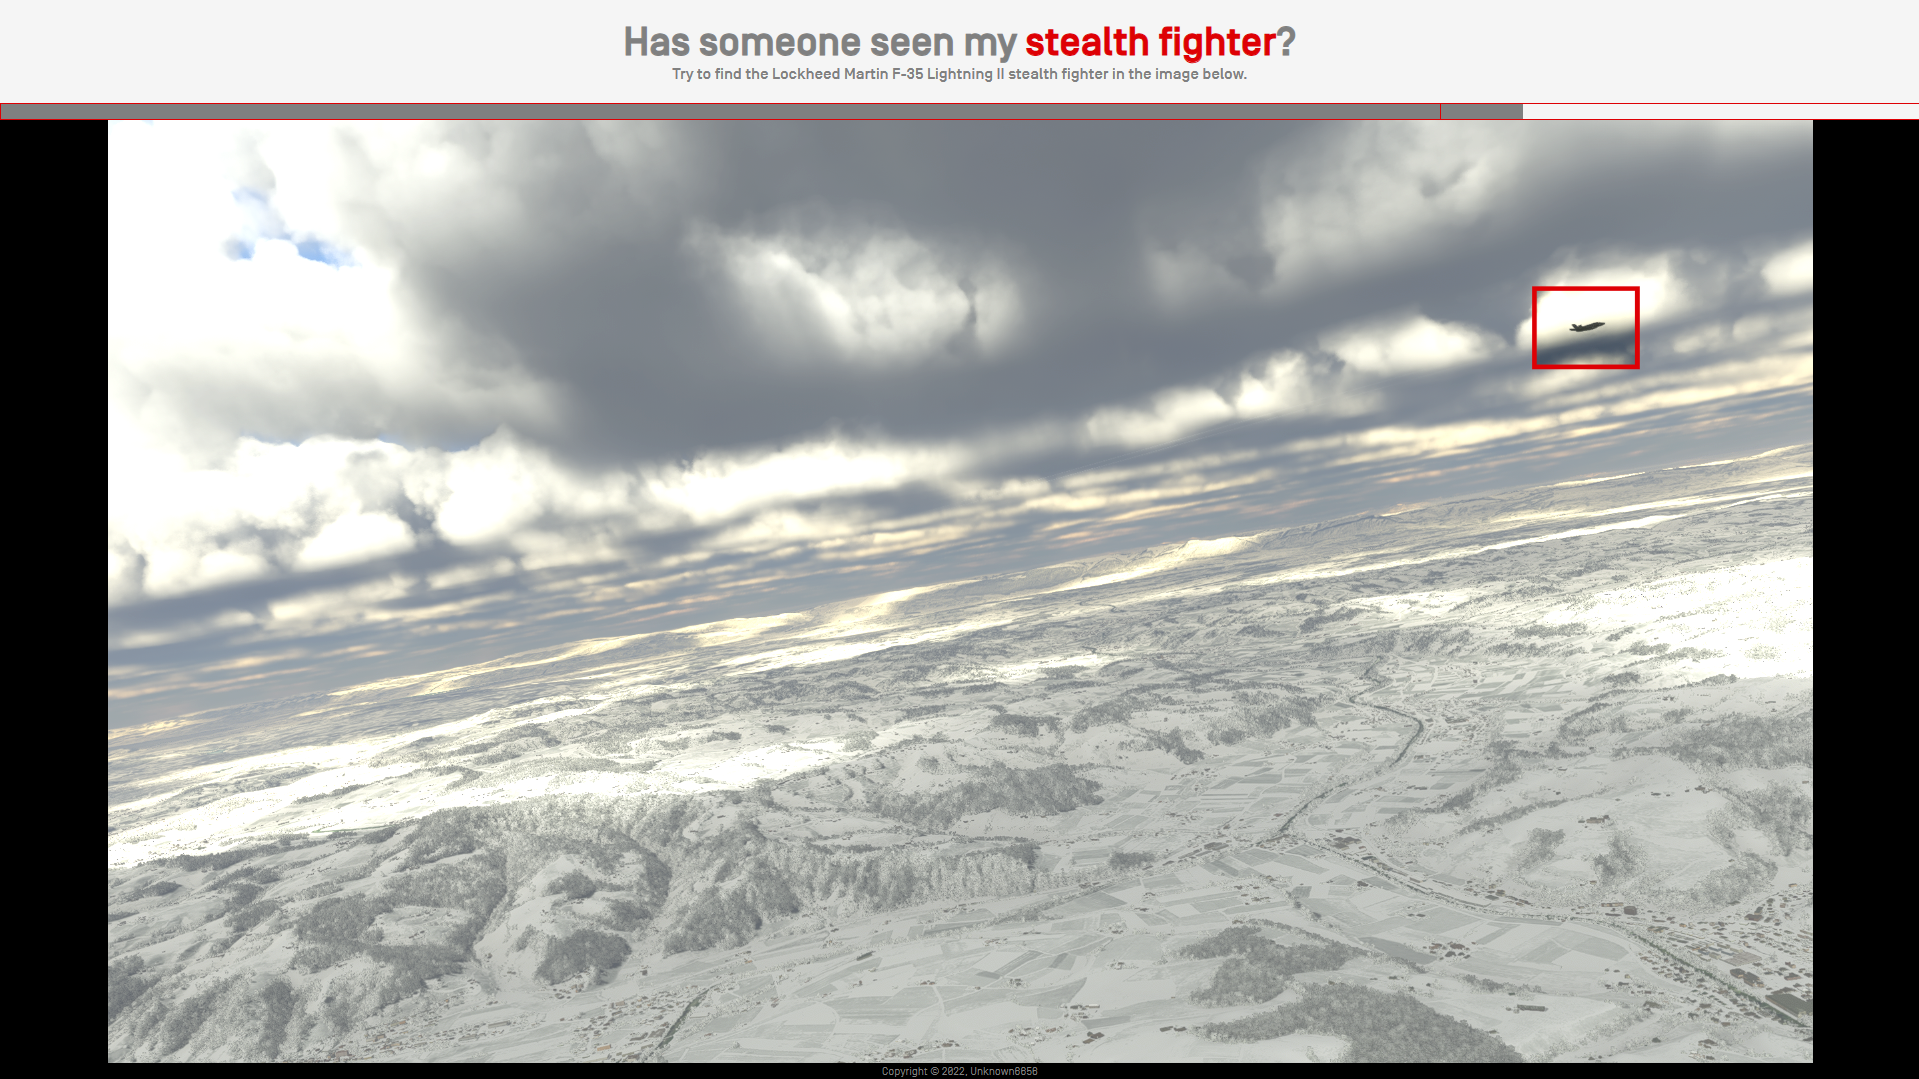 Has someone seen my stealth fighter?
Try to find the Lockheed Martin F-35 Lightning II stealth fighter in the image below.
Copyright © 2022, Unknown6656